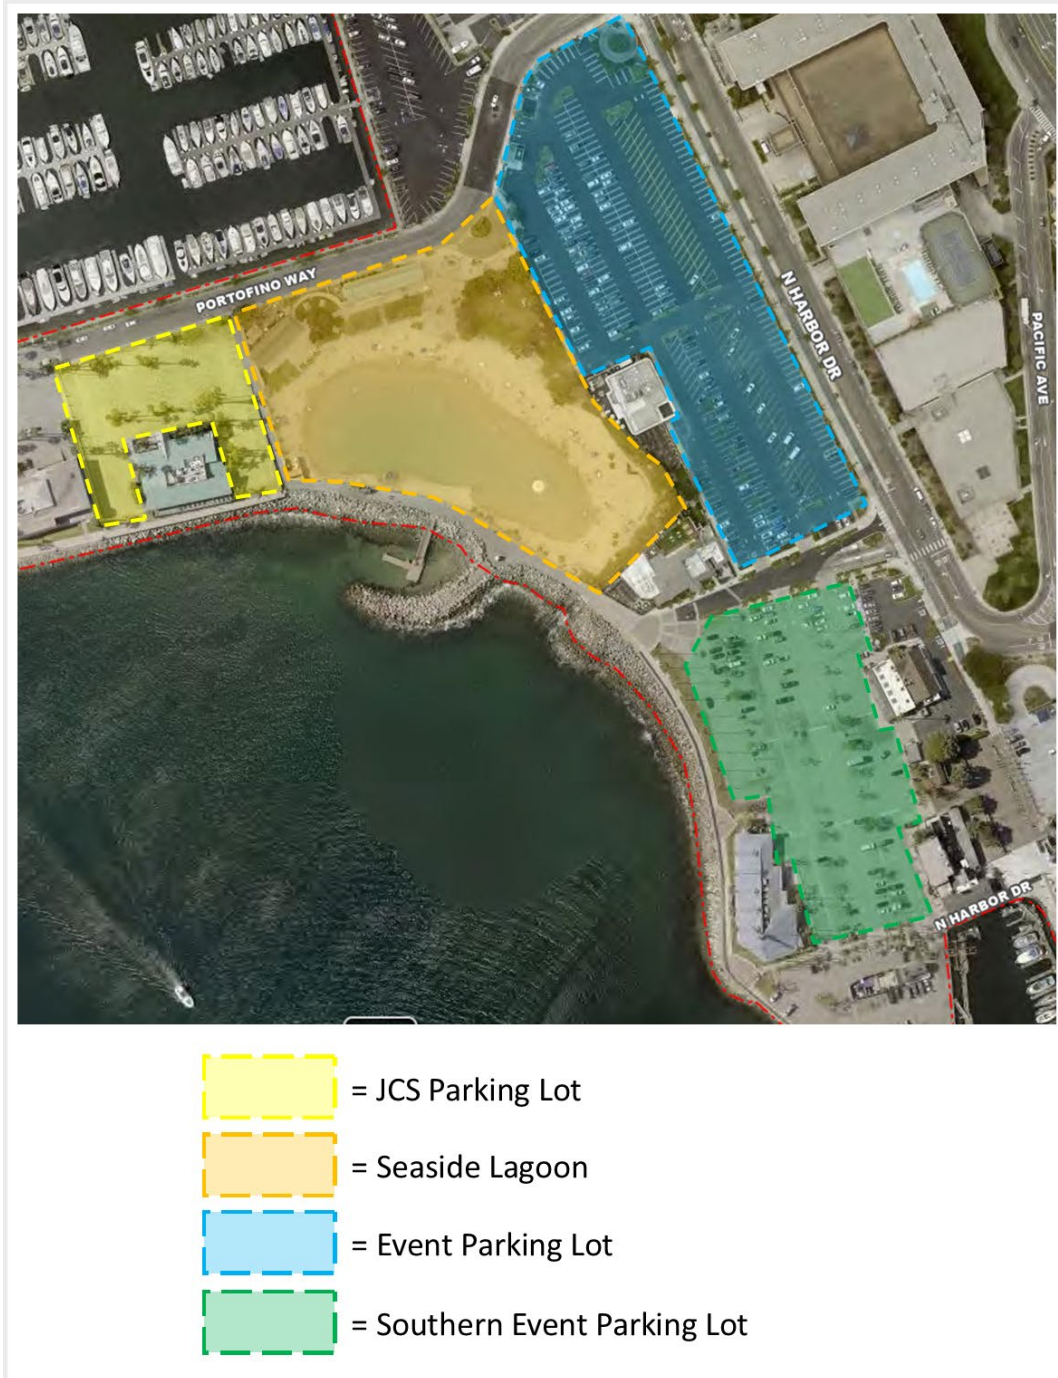 PORTOFINO WAY
N HARBOR DR
PACIFIC AVE
N HARBOR DR
= JCS Parking Lot
= Seaside Lagoon
= Event Parking Lot
= Southern Event Parking Lot